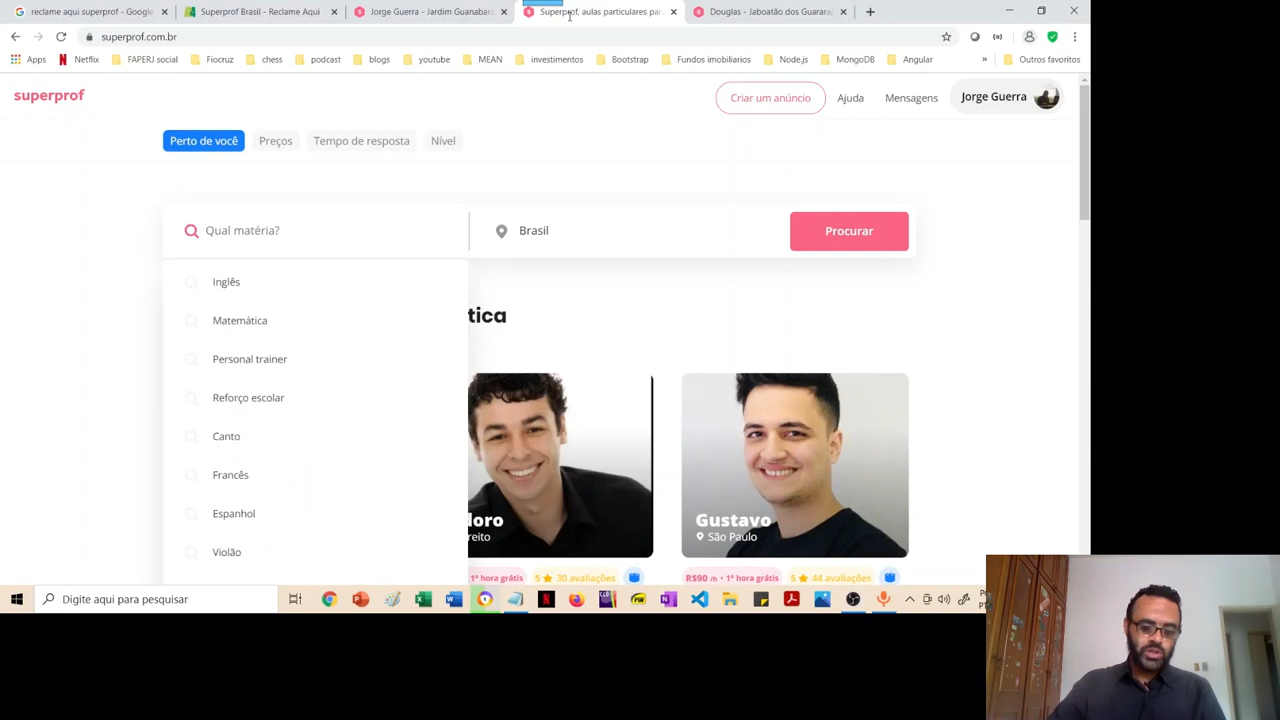 reclame aqui superprof - Google
Superprof Brasil - Reclame Aqui
Jorge Guerra - Jardim Guanabara
Superprof, aulas particulares par
Douglas - Jaboatão dos Guararap
superprof.com.br
Apps
Netflix
FAPERJ social
Fiocruz
chess
podcast
blogs
youtube
MEAN
investimentos
Bootstrap
Fundos imobiliarios
Node.js
MongoDB
Angular
»
Outros favoritos
superprof
Criar um anúncio
Ajuda
Mensagens
Jorge Guerra
Perto de você
Preços
Tempo de resposta
Nível
Qual matéria?
Brasil
Procurar
Inglês
Matemática
Personal trainer
Reforço escolar
Canto
Francês
Espanhol
Violão
tica
doro
reito
1ª hora grátis
5 ★ 30 avaliações
Gustavo
São Paulo
R$90 /h • 1ª hora grátis
5 ★ 44 avaliações
Digite aqui para pesquisar